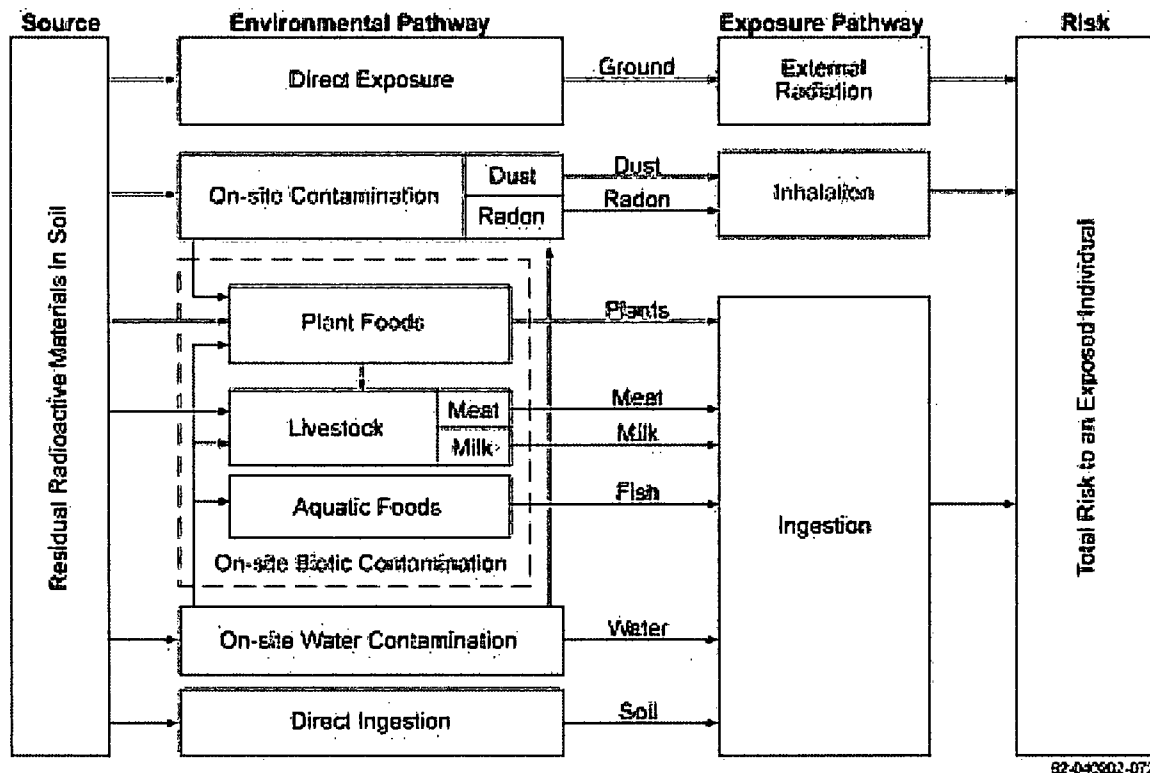 Source
Environmental Pathway
Exposure Pathway
Risk
Residual Radioactive Materials in Soil
Direct Exposure
Ground
External
Radiation
On-site Contamination
Dust
Radon
Dust
Radon
Inhalation
Plant Foods
Plants
Livestock
Meat
Milk
Meat
Milk
Aquatic Foods
Fish
On-site Biotic Contamination
Ingestion
On-site Water Contamination
Water
Direct Ingestion
Soil
Total Risk to an Exposed Individual